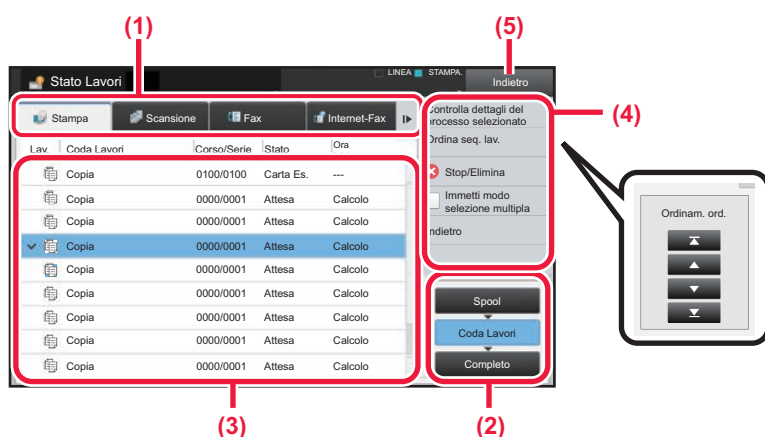 (1)
(5)
Stato Lavori
LINEA
STAMPA.
Indietro
Stampa
Scansione
Fax
Internet-Fax
Controlla dettagli del
processo selezionato
(4)
Lav.
Coda Lavori
Corso/Serie
Stato
Ora
Ordina seq. lav.
Copia 0100/0100 Carta Es. ---
Stop/Elimina
Copia 0000/0001 Attesa Calcolo
Immetti modo
selezione multipla
Copia 0000/0001 Attesa Calcolo
ndietro
Copia 0000/0001 Attesa Calcolo
Copia 0000/0001 Attesa Calcolo
Copia 0000/0001 Attesa Calcolo
Copia 0000/0001 Attesa Calcolo
Copia 0000/0001 Attesa Calcolo
Copia 0000/0001 Attesa Calcolo
Spool
Coda Lavori
Completo
Ordinam. ord.
(3)
(2)